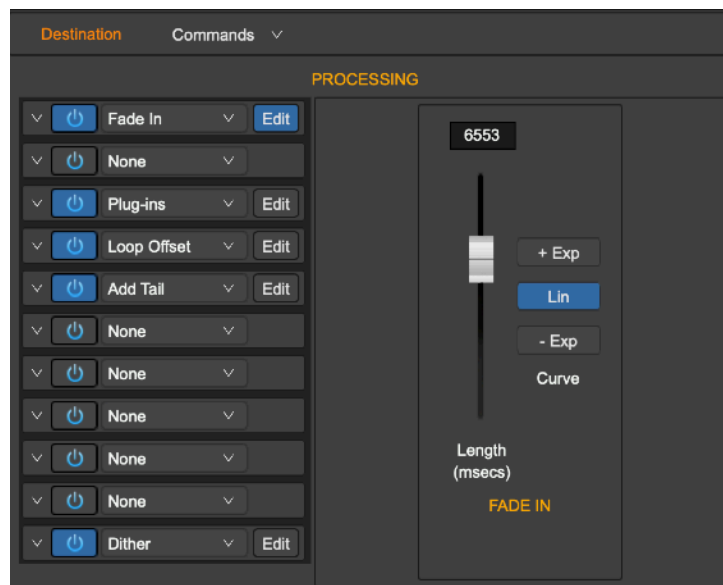 Destination Commands
PROCESSING
Fade In Edit
None
Plug-ins Edit
Loop Offset Edit
Add Tail Edit
None
None
None
None
None
Dither Edit
6553
+ Exp
Lin
- Exp
Curve
Length
(msecs)
FADE IN